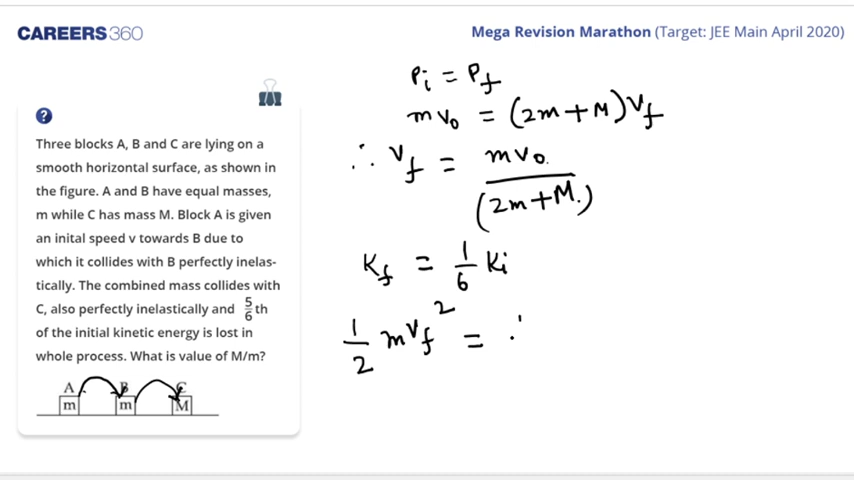 CAREERS360
Mega Revision Marathon (Target: JEE Main April 2020)
?
Three blocks A, B and C are lying on a
smooth horizontal surface, as shown in
the figure. A and B have equal masses,
m while C has mass M. Block A is given
an inital speed v towards B due to
which it collides with B perfectly inelas-
tically. The combined mass collides with
C, also perfectly inelastically and 5/6 th
of the initial kinetic energy is lost in
whole process. What is value of M/m?
A B C
m m M
Pi = Pf
mv₀ = (2m+M)Vf
∴ Vf = mv₀ / (2m+M)
Kf = 1/6 Ki
1/2 mVf² =